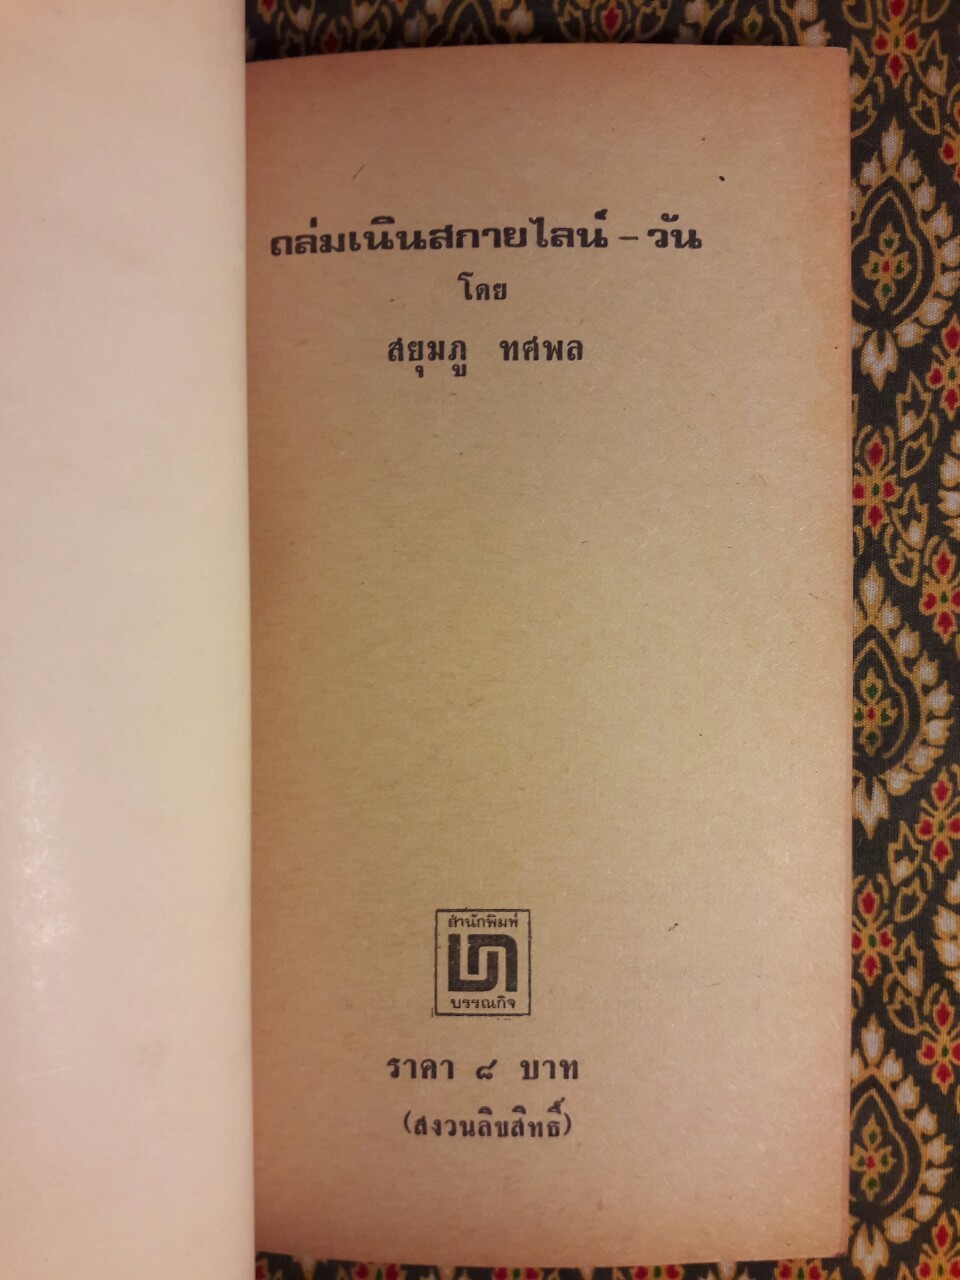 ถล่มเนินสกายไลน์ - วัน
โดย
สยุมภู ทศพล
สำนักพิมพ์
บก
บรรณกิจ
ราคา ๘ บาท
(สงวนลิขสิทธิ์)